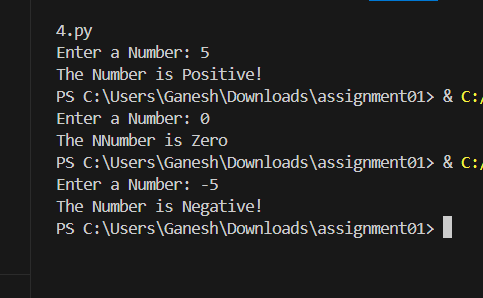 4.py
Enter a Number: 5
The Number is Positive!
PS C:\Users\Ganesh\Downloads\assignment01> & C:/
Enter a Number: 0
The NNumber is Zero
PS C:\Users\Ganesh\Downloads\assignment01> & C:/
Enter a Number: -5
The Number is Negative!
PS C:\Users\Ganesh\Downloads\assignment01>